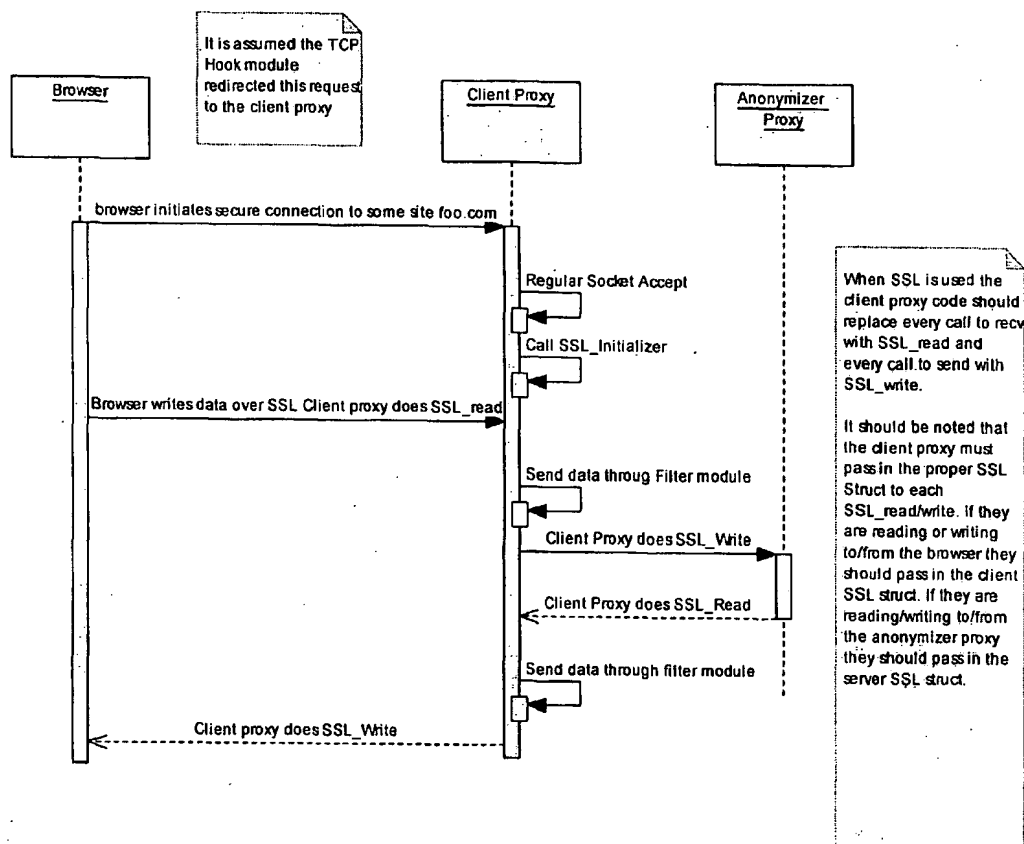 It is assumed the TCP
Hook module
redirected this request
to the client proxy
Browser
Client Proxy
Anonymizer
Proxy
browser initiates secure connection to some site foo.com
Regular Socket Accept
Call SSL_Initializer
Browser writes data over SSL Client proxy does SSL_read
Send data throug Filter module
Client Proxy does SSL_Write
Client Proxy does SSL_Read
Send data through filter module
Client proxy does SSL_Write
When SSL is used the
client proxy code should
replace every call to recv
with SSL_read and
every call to send with
SSL_write.
It should be noted that
the client proxy must
pass in the proper SSL
Struct to each
SSL_read/write. If they
are reading or writing
to/from the browser they
should pass in the client
SSL struct. If they are
reading/writing to/from
the anonymizer proxy
they should pass in the
server SSL struct.